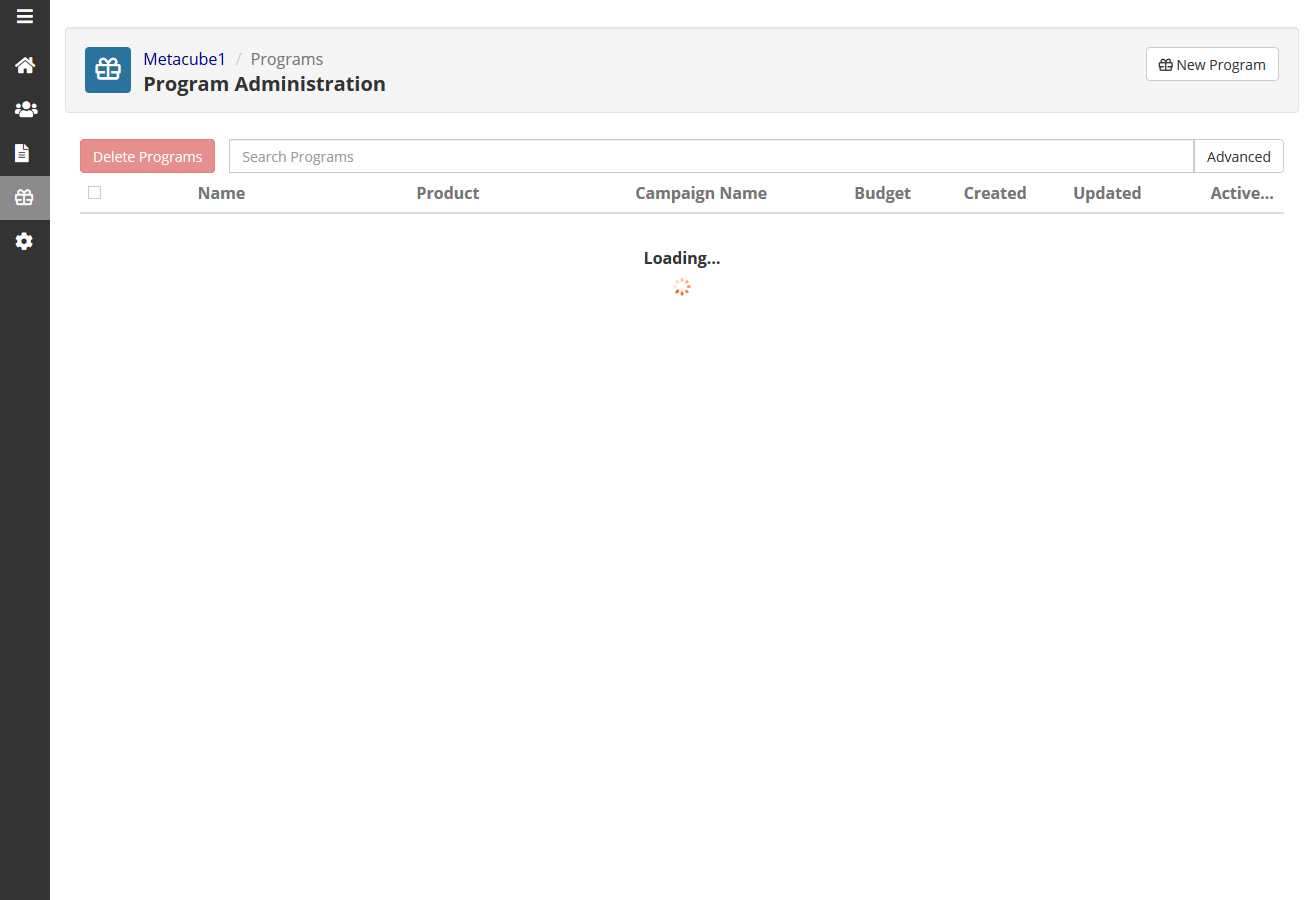 Metacube1 / Programs
Program Administration
New Program
Delete Programs
Search Programs
Advanced
Name Product Campaign Name Budget Created Updated Active...
Loading...